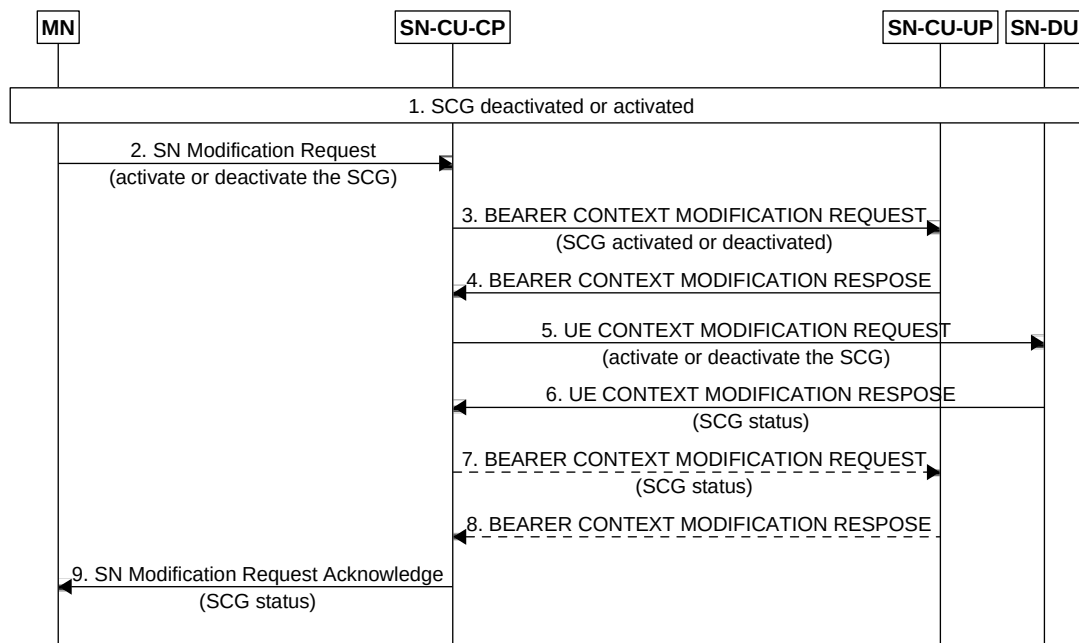 MN
SN-CU-CP
SN-CU-UP
SN-DU
1. SCG deactivated or activated
2. SN Modification Request
(activate or deactivate the SCG)
3. BEARER CONTEXT MODIFICATION REQUEST
(SCG activated or deactivated)
4. BEARER CONTEXT MODIFICATION RESPOSE
5. UE CONTEXT MODIFICATION REQUEST
(activate or deactivate the SCG)
6. UE CONTEXT MODIFICATION RESPOSE
(SCG status)
7. BEARER CONTEXT MODIFICATION REQUEST
(SCG status)
8. BEARER CONTEXT MODIFICATION RESPOSE
9. SN Modification Request Acknowledge
(SCG status)